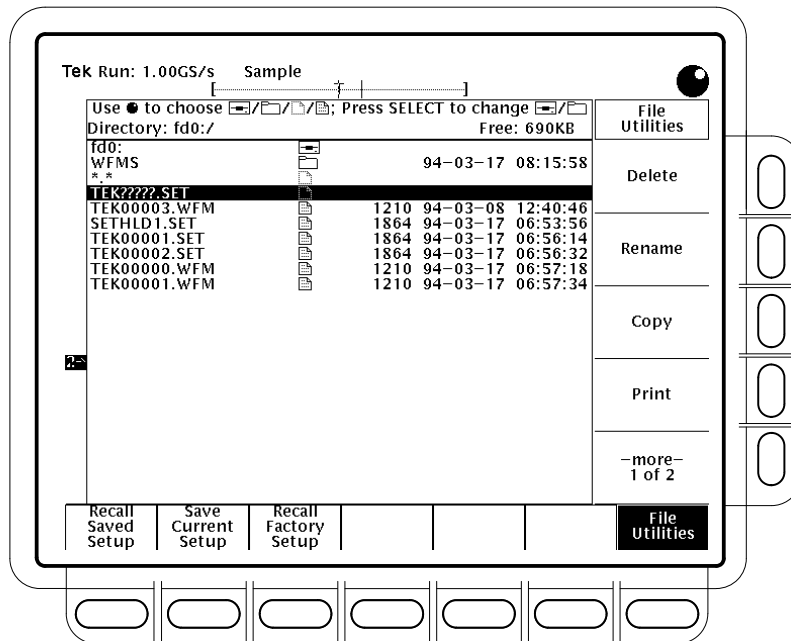 Tek Run: 1.00GS/s Sample
Use to choose / / / ; Press SELECT to change /
Directory: fd0:/ Free: 690KB
fd0:
WFMS 94-03-17 08:15:58
*.*
TEK?????.SET
TEK00003.WFM 1210 94-03-08 12:40:46
SETHLD1.SET 1864 94-03-17 06:53:56
TEK00001.SET 1864 94-03-17 06:56:14
TEK00002.SET 1864 94-03-17 06:56:32
TEK00000.WFM 1210 94-03-17 06:57:18
TEK00001.WFM 1210 94-03-17 06:57:34
File
Utilities
Delete
Rename
Copy
Print
-more-
1 of 2
Recall
Saved
Setup
Save
Current
Setup
Recall
Factory
Setup
File
Utilities